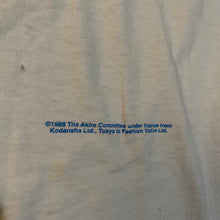 ©1988 The Akira Committee under license from
Kodansha Ltd., Tokyo to Fashion Victim Ltd.